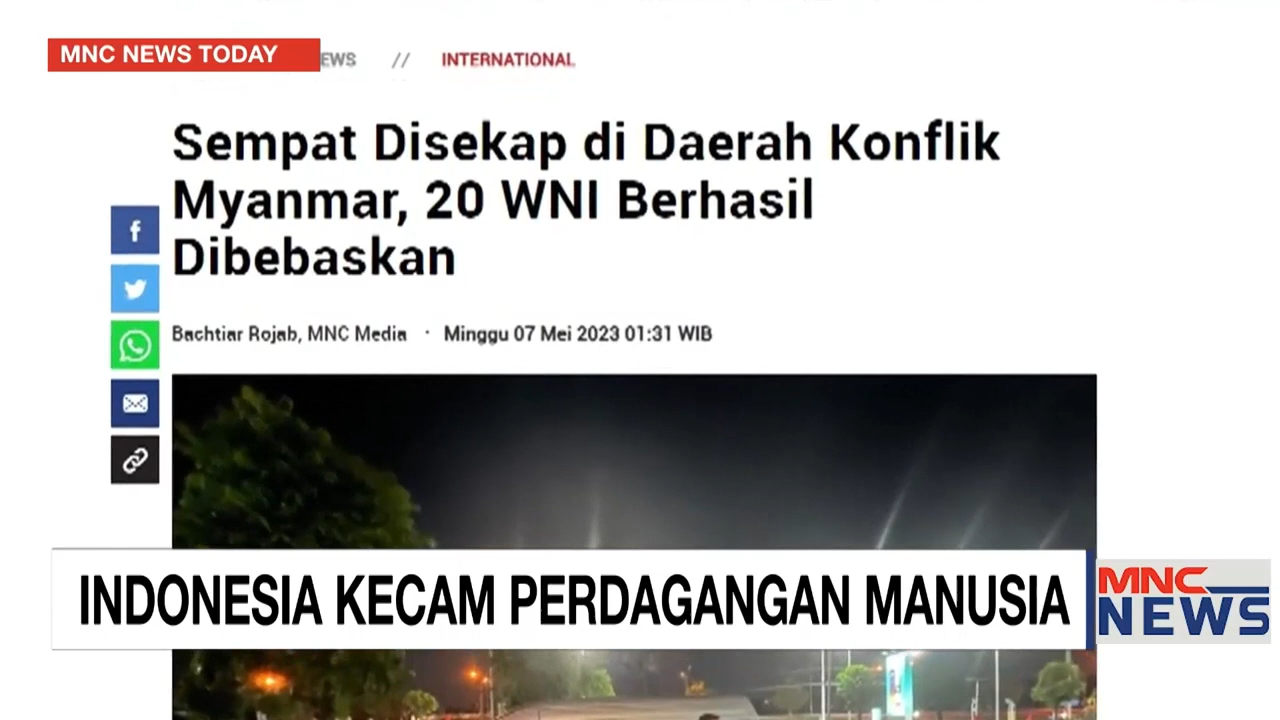 MNC NEWS TODAY
EWS // INTERNATIONAL
Sempat Disekap di Daerah Konflik
Myanmar, 20 WNI Berhasil
Dibebaskan
Bachtiar Rojab, MNC Media · Minggu 07 Mei 2023 01:31 WIB
INDONESIA KECAM PERDAGANGAN MANUSIA
MNC
NEWS